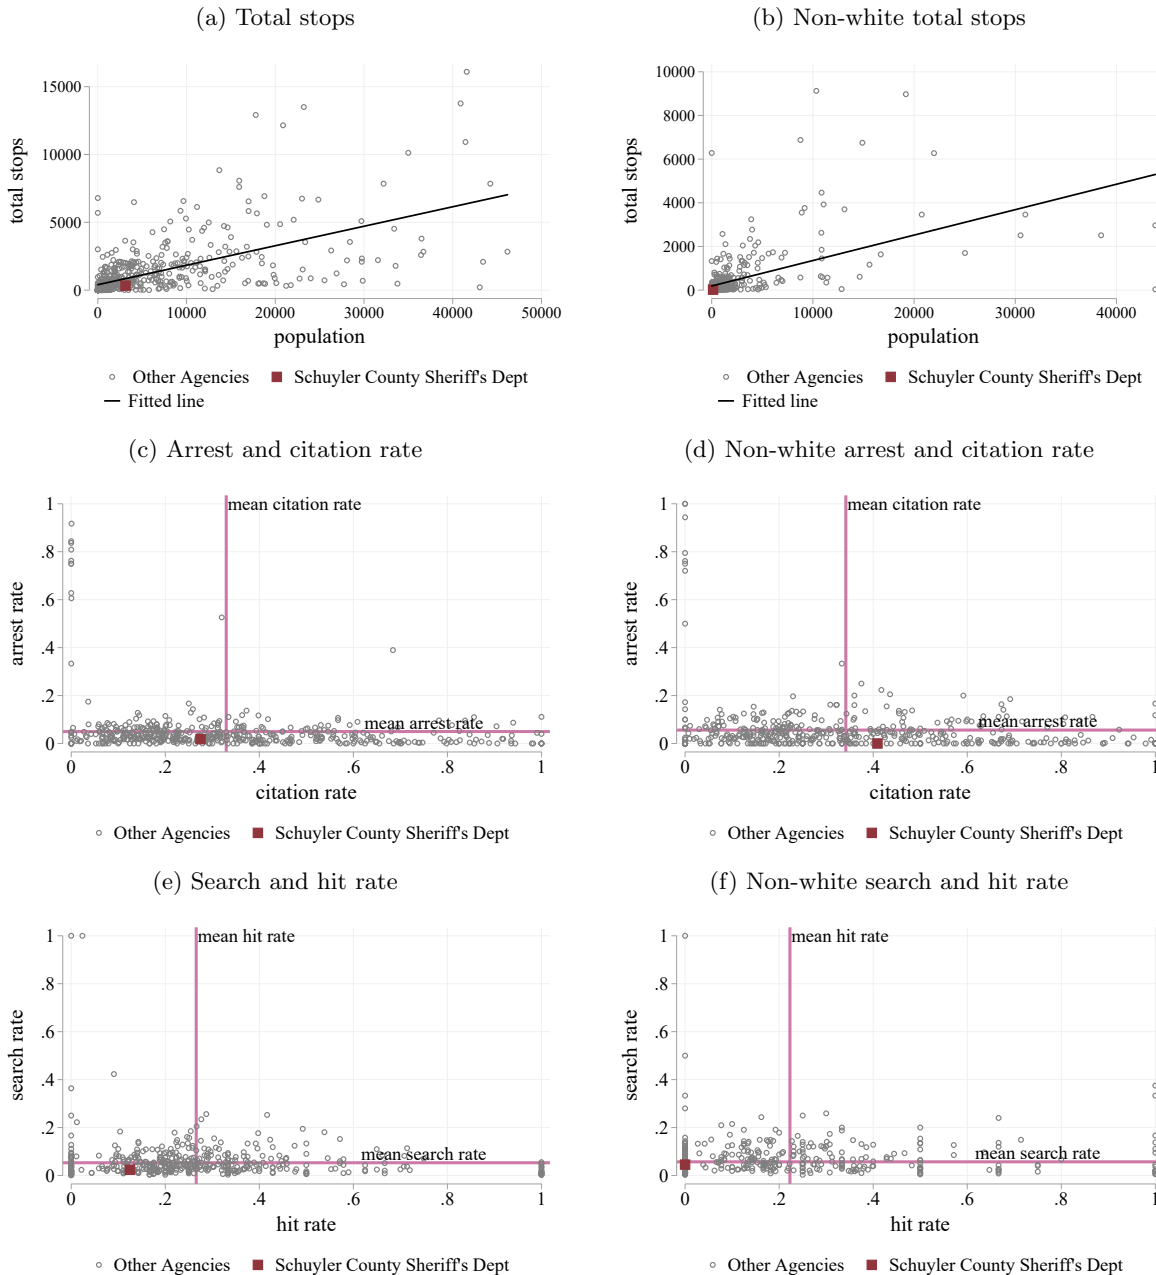 (a) Total stops
(b) Non-white total stops
15000
10000
5000
0
total stops
0 10000 20000 30000 40000 50000
population
Other Agencies Schuyler County Sheriff's Dept
Fitted line
10000
8000
6000
4000
2000
0
total stops
0 10000 20000 30000 40000
population
Other Agencies Schuyler County Sheriff's Dept
Fitted line
(c) Arrest and citation rate
(d) Non-white arrest and citation rate
1
.8
.6
.4
.2
0
arrest rate
mean citation rate
mean arrest rate
0 .2 .4 .6 .8 1
citation rate
Other Agencies Schuyler County Sheriff's Dept
1
.8
.6
.4
.2
0
arrest rate
mean citation rate
mean arrest rate
0 .2 .4 .6 .8 1
citation rate
Other Agencies Schuyler County Sheriff's Dept
(e) Search and hit rate
(f) Non-white search and hit rate
1
.8
.6
.4
.2
0
search rate
mean hit rate
mean search rate
0 .2 .4 .6 .8 1
hit rate
Other Agencies Schuyler County Sheriff's Dept
1
.8
.6
.4
.2
0
search rate
mean hit rate
mean search rate
0 .2 .4 .6 .8 1
hit rate
Other Agencies Schuyler County Sheriff's Dept